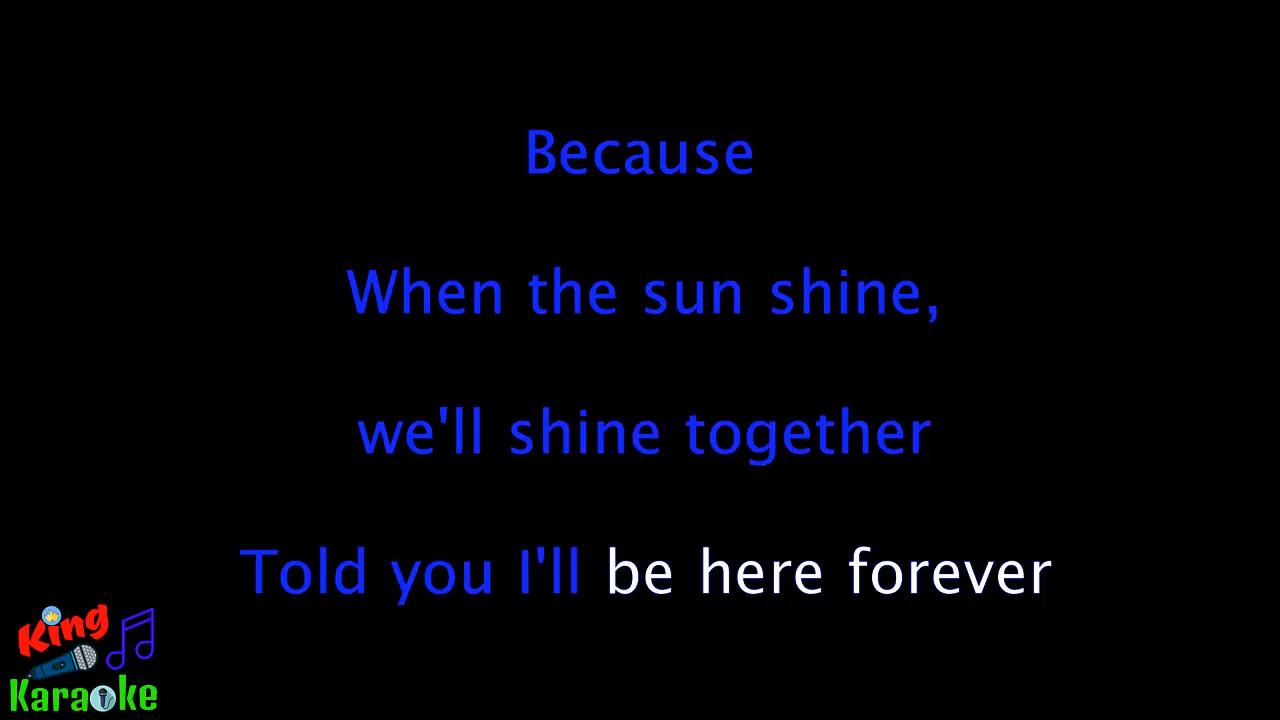 Because
When the sun shine,
we'll shine together
Told you I'll be here forever
King
Karaoke